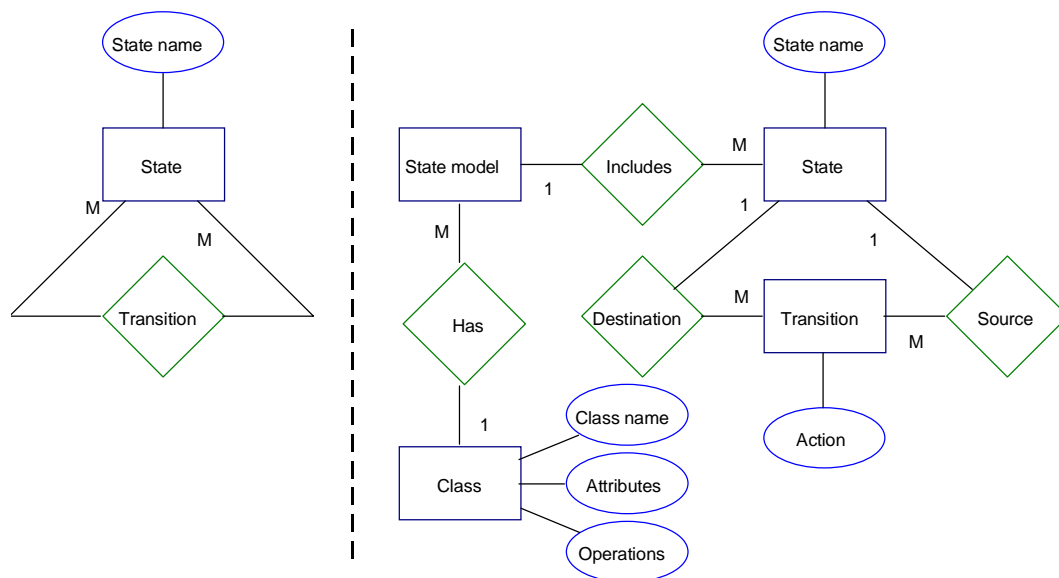 State name
State
M
M
Transition
State name
State model
1
Includes
M
State
M
1
1
Has
Destination
M
Transition
M
Source
1
Class name
Class
Attributes
Operations
Action